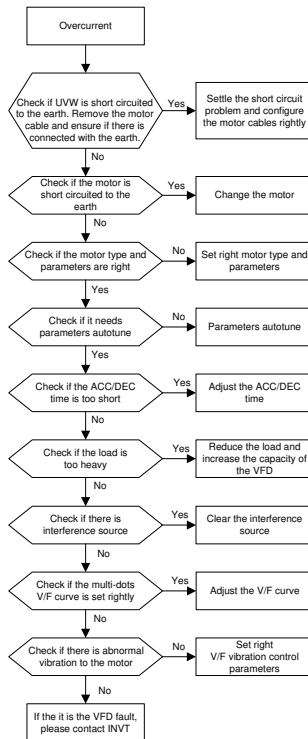 Overcurrent
Check if UVW is short circuited
to the earth. Remove the motor
cable and ensure if there is
connected with the earth.
Yes
Settle the short circuit
problem and configure
the motor cables rightly
No
Check if the motor is
short circuited to the
earth
Yes
Change the motor
No
Check if the motor type and
parameters are right
No
Set right motor type and
parameters
Yes
Check if it needs
parameters autotune
No
Parameters autotune
Yes
Check if the ACC/DEC
time is too short
Yes
Adjust the ACC/DEC
time
No
Check if the load is
too heavy
Yes
Reduce the load and
increase the capacity of
the VFD
No
Check if there is
interference source
Yes
Clear the interference
source
No
Check if the multi-dots
V/F curve is set rightly
Yes
Adjust the V/F curve
No
Check if there is abnormal
vibration to the motor
No
Set right
V/F vibration control
parameters
No
If the it is the VFD fault,
please contact INVT